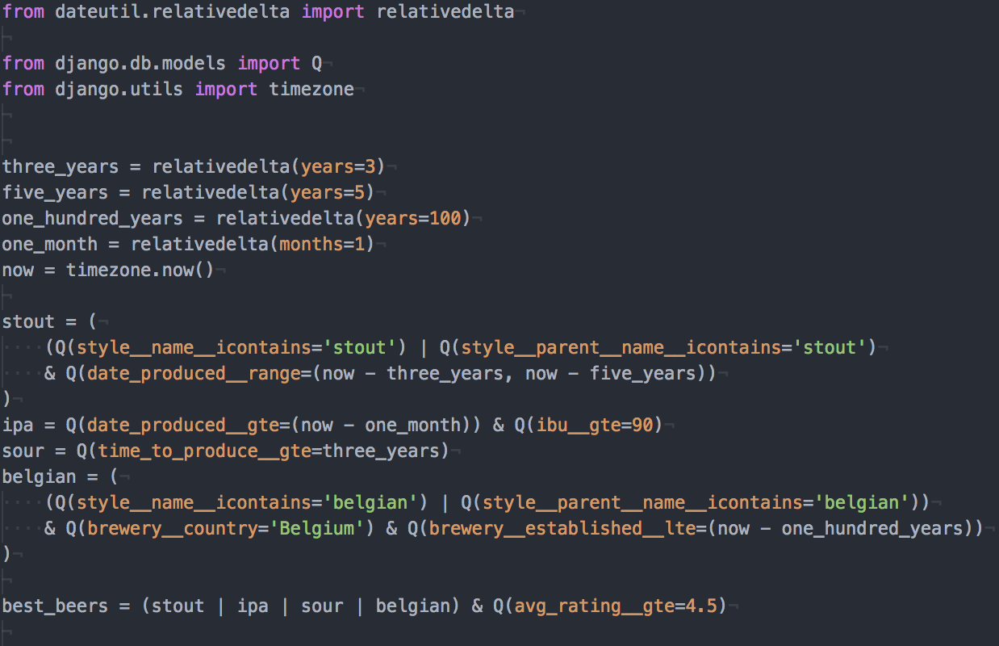 from dateutil.relativedelta import relativedelta
from django.db.models import Q
from django.utils import timezone
three_years = relativedelta(years=3)
five_years = relativedelta(years=5)
one_hundred_years = relativedelta(years=100)
one_month = relativedelta(months=1)
now = timezone.now()
stout = (
    (Q(style__name__icontains='stout') | Q(style__parent__name__icontains='stout')
    & Q(date_produced__range=(now - three_years, now - five_years))
)
ipa = Q(date_produced__gte=(now - one_month)) & Q(ibu__gte=90)
sour = Q(time_to_produce__gte=three_years)
belgian = (
    (Q(style__name__icontains='belgian') | Q(style__parent__name__icontains='belgian'))
    & Q(brewery__country='Belgium') & Q(brewery__established__lte=(now - one_hundred_years))
)
best_beers = (stout | ipa | sour | belgian) & Q(avg_rating__gte=4.5)